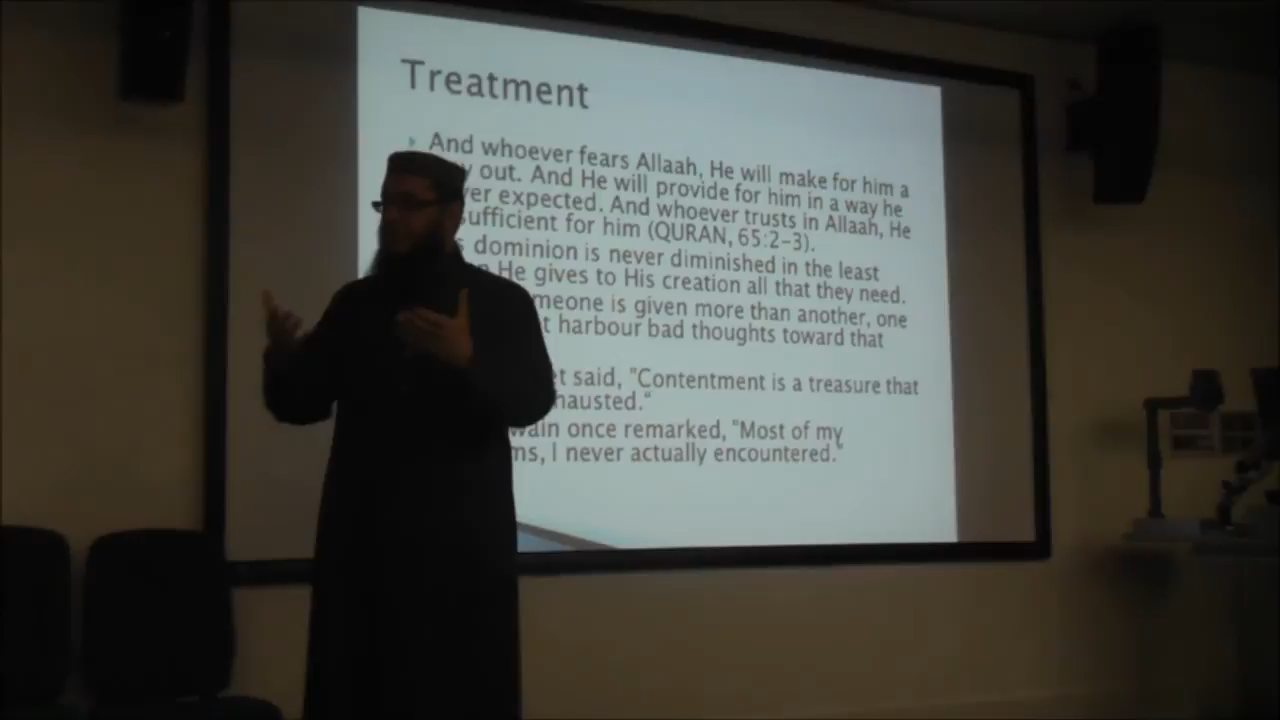 Treatment
And whoever fears Allaah, He will make for him a
out. And He will provide for him in a way he
expected. And whoever trusts in Allaah, He
sufficient for him (QURAN, 65:2-3).
dominion is never diminished in the least
He gives to His creation all that they need.
is given more than another, one
harbour bad thoughts toward that
said, "Contentment is a treasure that
once remarked, "Most of my
I never actually encountered."